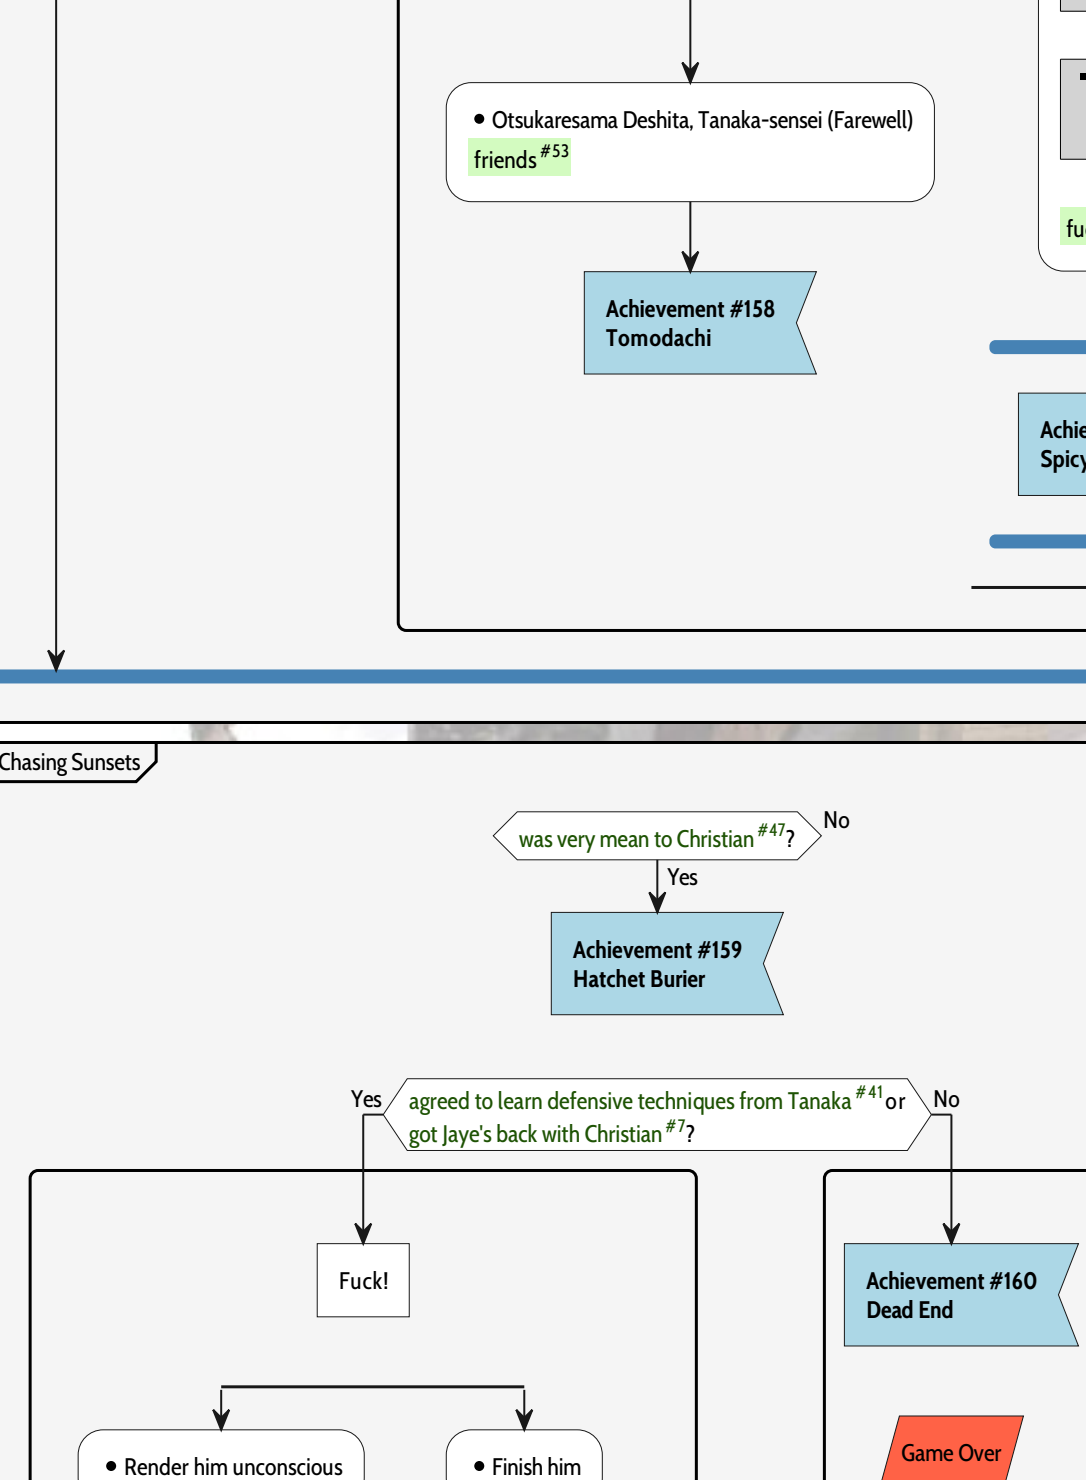 • Otsukaresama Deshita, Tanaka-sensei (Farewell)
friends #53
Achievement #158
Tomodachi
Chasing Sunsets
was very mean to Christian #47?
No
Yes
Achievement #159
Hatchet Burier
Yes
agreed to learn defensive techniques from Tanaka #41 or
got Jaye's back with Christian #7?
No
Fuck!
Achievement #160
Dead End
• Render him unconscious
• Finish him
Game Over